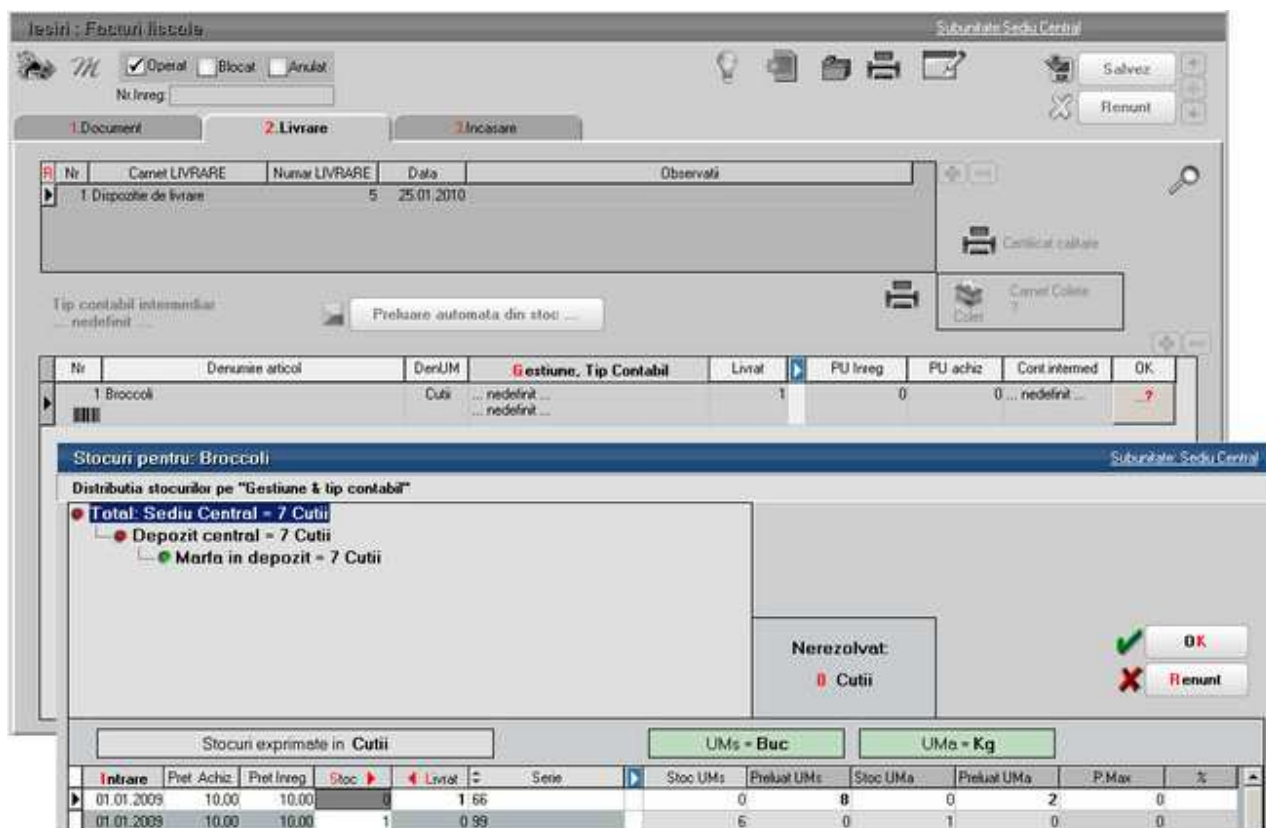 Iesiri : Facturi fiscale Subunitate Sediu Central
Operat Blocat Anulat
Nr.Inreg:
Salvez
Renunt
1.Document 2.Livrare 3.Incasare
R Nr Carnet LIVRARE Numar LIVRARE Data Observatii
1 Dispozitie de livrare 5 25.01.2010
Certificat calitate
Tip contabil intermediar
... nedefinit ...
Preluare automata din stoc ...
Colet
Carnet Colete
?
Nr Denumire articol DenUM Gestiune, Tip Contabil Livrat PU Inreg PU achiz Cont intermed OK
1 Broccoli Cutii ... nedefinit ... 1 0 0 ... nedefinit ... ...?
... nedefinit ...
Stocuri pentru: Broccoli Subunitate: Sediu Central
Distributia stocurilor pe "Gestiune & tip contabil"
Total: Sediu Central = 7 Cutii
Depozit central = 7 Cutii
Marfa in depozit = 7 Cutii
Nerezolvat:
0 Cutii
OK
Renunt
Stocuri exprimate in Cutii UMs = Buc UMa = Kg
Intrare Pret Achiz Pret Inreg Stoc Livrat Serie Stoc UMs Preluat UMs Stoc UMa Preluat UMa P.Max %
01.01.2009 10.00 10.00 0 1 66 0 8 0 2 0
01.01.2009 10.00 10.00 1 0 99 6 0 1 0 0